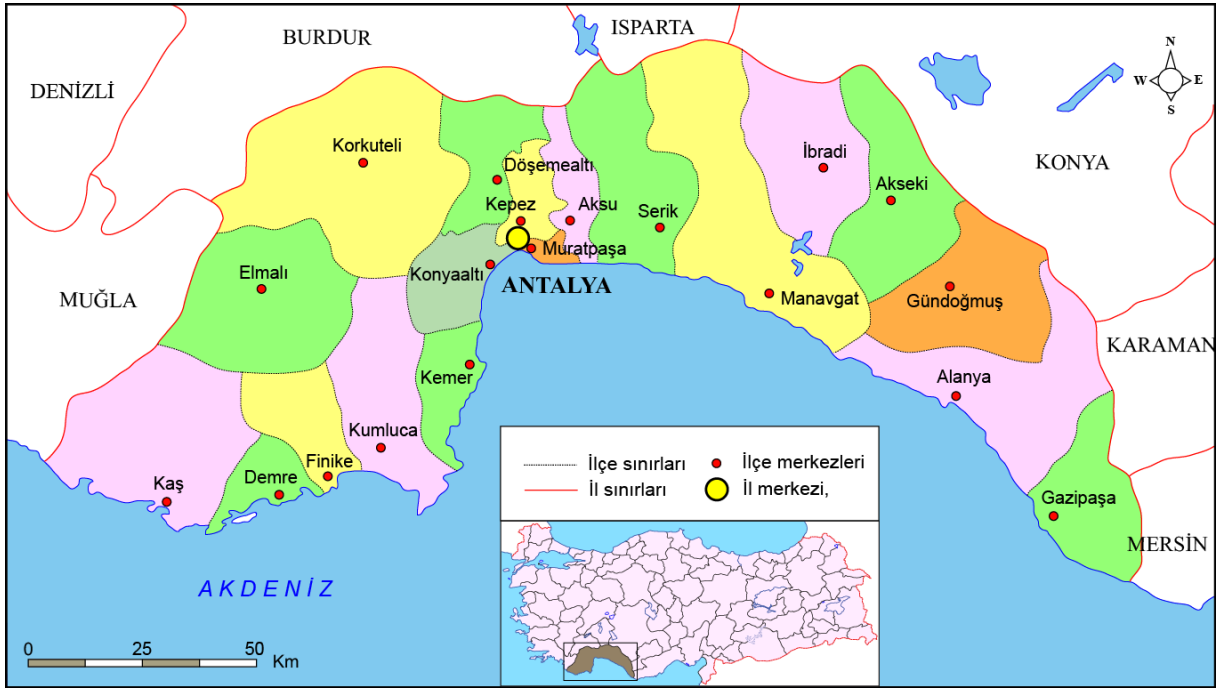 BURDUR
ISPARTA
DENİZLİ
N
W
E
S
Korkuteli
Döşemealtı
İbradi
KONYA
Akseki
Kepez
Aksu
Serik
Muratpaşa
Elmalı
Konyaaltı
ANTALYA
MUĞLA
Manavgat
Gündoğmuş
KARAMAN
Kemer
Alanya
Kumluca
Finike
Demre
Kaş
İlçe sınırları
İlçe merkezleri
İl sınırları
İl merkezi,
Gazipaşa
MERSİN
AKDENİZ
0 25 50
Km